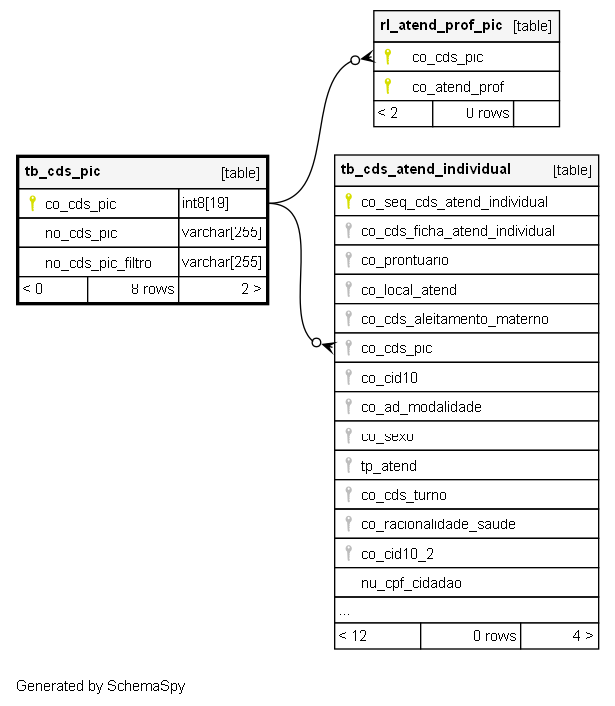 rl_atend_prof_pic [table]
co_cds_pic
co_atend_prof
< 2 0 rows
tb_cds_pic [table]
co_cds_pic int8[19]
no_cds_pic varchar[255]
no_cds_pic_filtro varchar[255]
< 0 8 rows 2 >
tb_cds_atend_individual [table]
co_seq_cds_atend_individual
co_cds_ficha_atend_individual
co_prontuario
co_local_atend
co_cds_aleitamento_materno
co_cds_pic
co_cid10
co_ad_modalidade
co_sexo
tp_atend
co_cds_turno
co_racionalidade_saude
co_cid10_2
nu_cpf_cidadao
...
< 12 0 rows 4 >
Generated by SchemaSpy